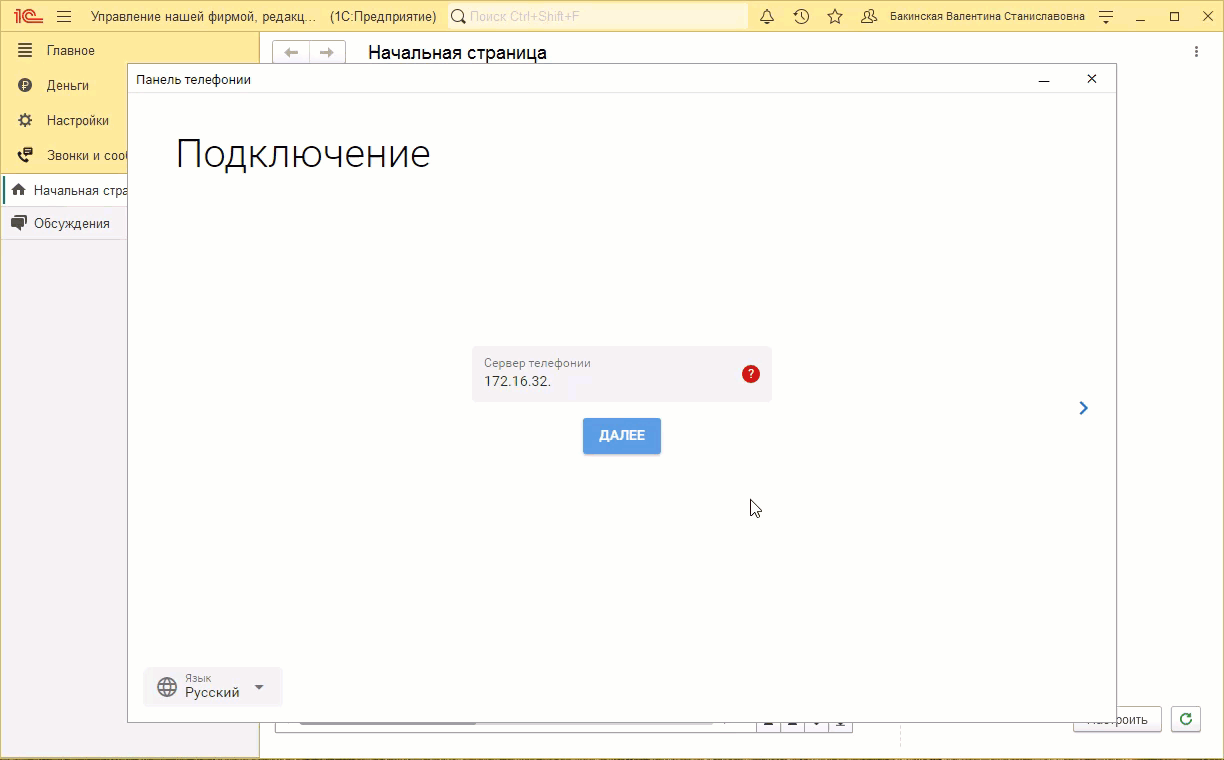 1С Управление нашей фирмой, редакц... (1С:Предприятие) Поиск Ctrl+Shift+F Бакинская Валентина Станиславовна
Главное
Деньги
Настройки
Звонки и соо
Начальная стра
Обсуждения
Начальная страница
Панель телефонии
Подключение
Сервер телефонии
172.16.32.
?
ДАЛЕЕ
Язык
Русский